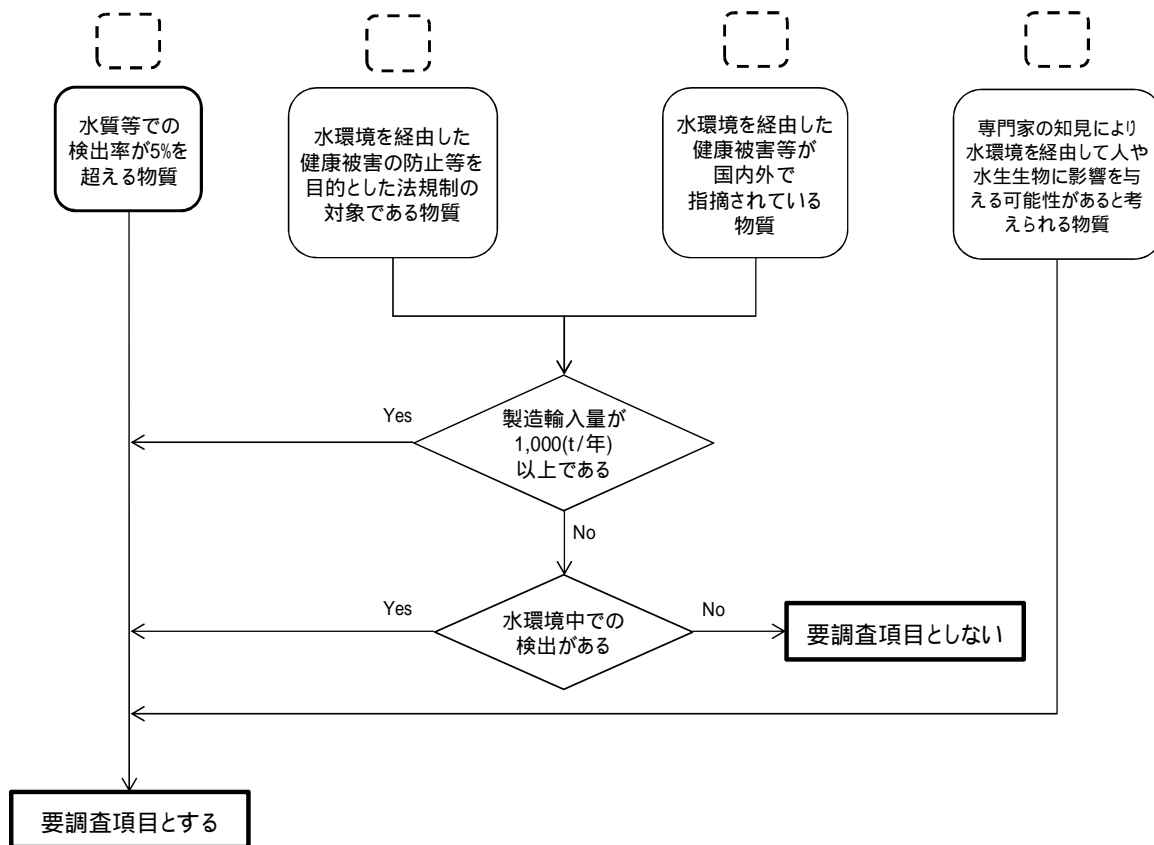 水質等での
検出率が5%を
超える物質
水環境を経由した
健康被害の防止等を
目的とした法規制の
対象である物質
水環境を経由した
健康被害等が
国内外で
指摘されている
物質
専門家の知見により
水環境を経由して人や
水生生物に影響を与
える可能性があると考
えられる物質
Yes
製造輸入量が
1,000(t/年)
以上である
No
Yes
水環境中での
検出がある
No
要調査項目としない
要調査項目とする